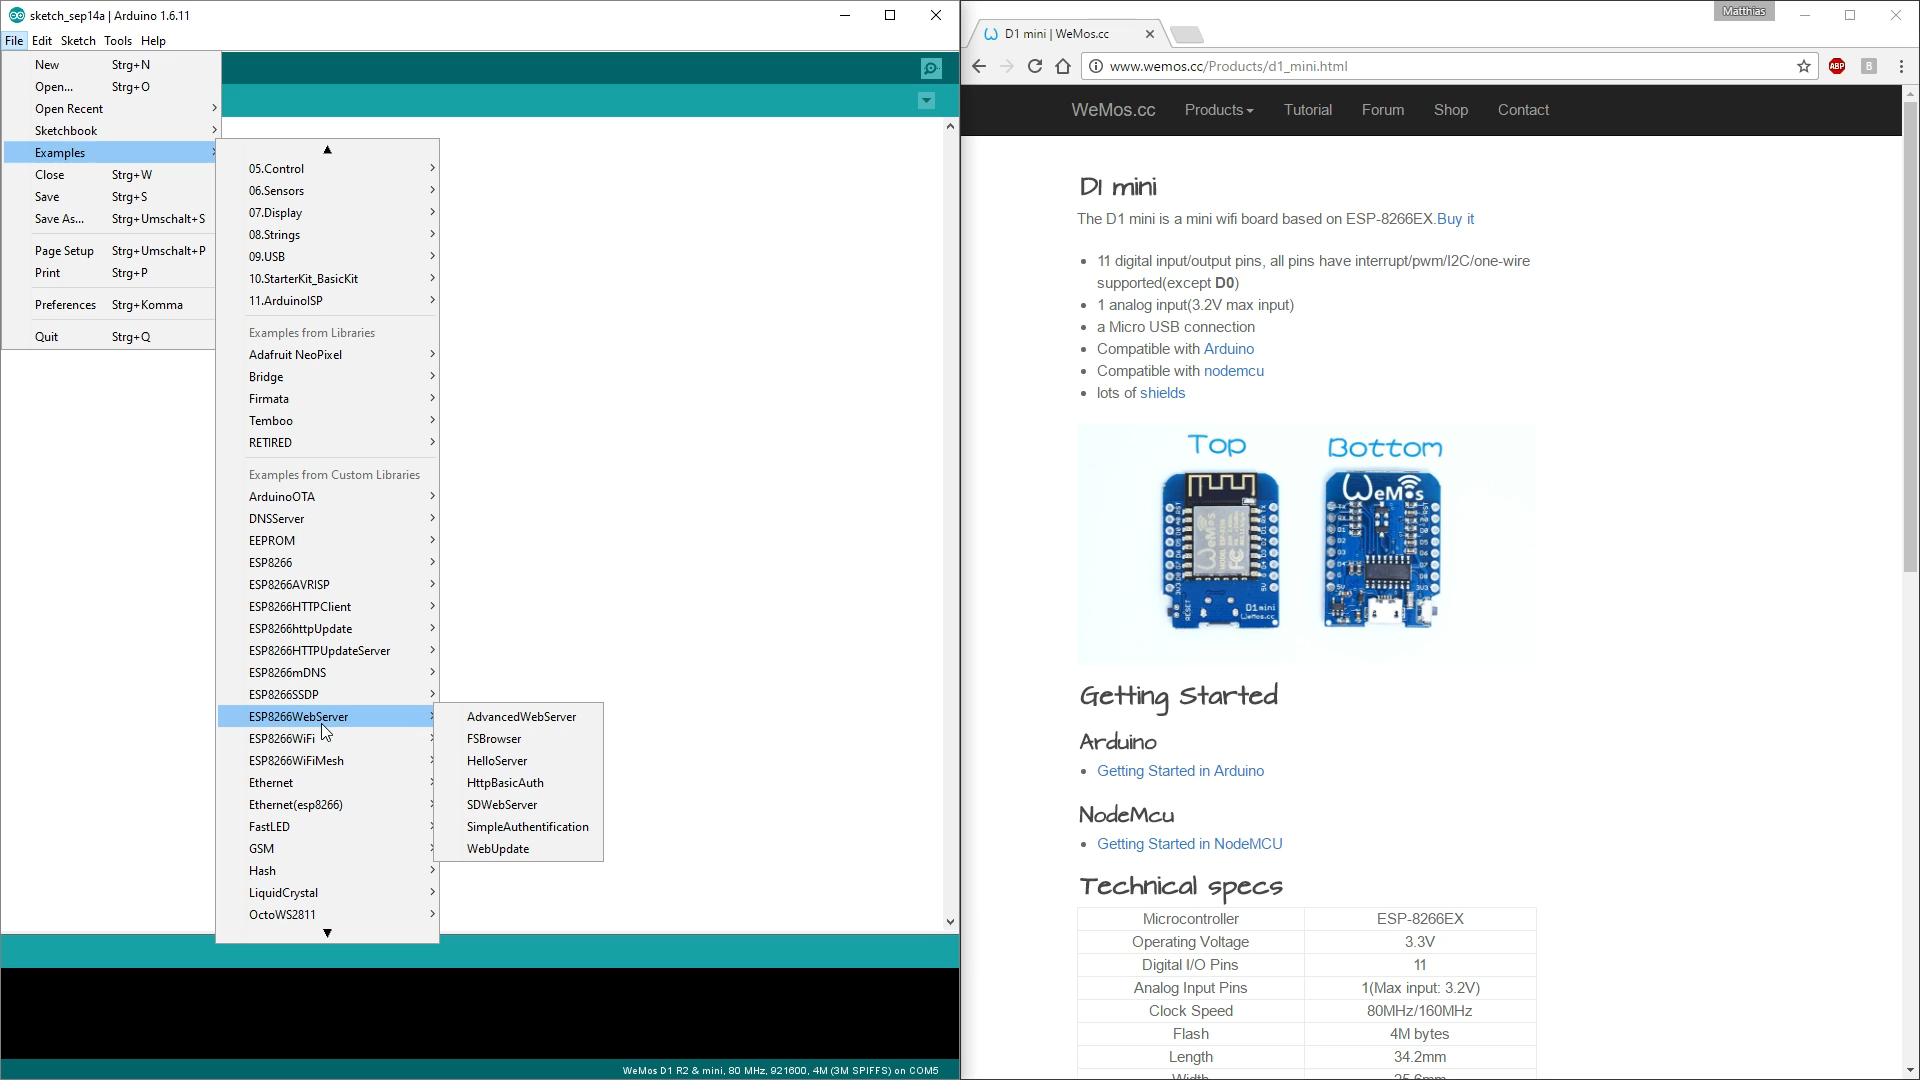 sketch_sep14a | Arduino 1.6.11
File Edit Sketch Tools Help
New Strg+N
Open... Strg+O
Open Recent
Sketchbook
Examples
Close Strg+W
Save Strg+S
Save As... Strg+Umschalt+S
Page Setup Strg+Umschalt+P
Print Strg+P
Preferences Strg+Komma
Quit Strg+Q
05.Control
06.Sensors
07.Display
08.Strings
09.USB
10.StarterKit_BasicKit
11.ArduinoISP
Examples from Libraries
Adafruit NeoPixel
Bridge
Firmata
Temboo
RETIRED
Examples from Custom Libraries
ArduinoOTA
DNSServer
EEPROM
ESP8266
ESP8266AVRISP
ESP8266HTTPClient
ESP8266httpUpdate
ESP8266HTTPUpdateServer
ESP8266mDNS
ESP8266SSDP
ESP8266WebServer
ESP8266WiFi
ESP8266WiFiMesh
Ethernet
Ethernet(esp8266)
FastLED
GSM
Hash
LiquidCrystal
OctoWS2811
AdvancedWebServer
FSBrowser
HelloServer
HttpBasicAuth
SDWebServer
SimpleAuthentification
WebUpdate
WeMos D1 R2 & mini, 80 MHz, 921600, 4M (3M SPIFFS) on COM5
Matthias
D1 mini | WeMos.cc
www.wemos.cc/Products/d1_mini.html
ABP
B
WeMos.cc Products Tutorial Forum Shop Contact
D1 mini
The D1 mini is a mini wifi board based on ESP-8266EX.Buy it
11 digital input/output pins, all pins have interrupt/pwm/I2C/one-wire
supported(except D0)
1 analog input(3.2V max input)
a Micro USB connection
Compatible with Arduino
Compatible with nodemcu
lots of shields
Top Bottom
WeMos
RESET
D1 mini
WeMos.cc
Getting Started
Arduino
Getting Started in Arduino
NodeMcu
Getting Started in NodeMCU
Technical specs
Microcontroller ESP-8266EX
Operating Voltage 3.3V
Digital I/O Pins 11
Analog Input Pins 1(Max input: 3.2V)
Clock Speed 80MHz/160MHz
Flash 4M bytes
Length 34.2mm
Width 25.6mm